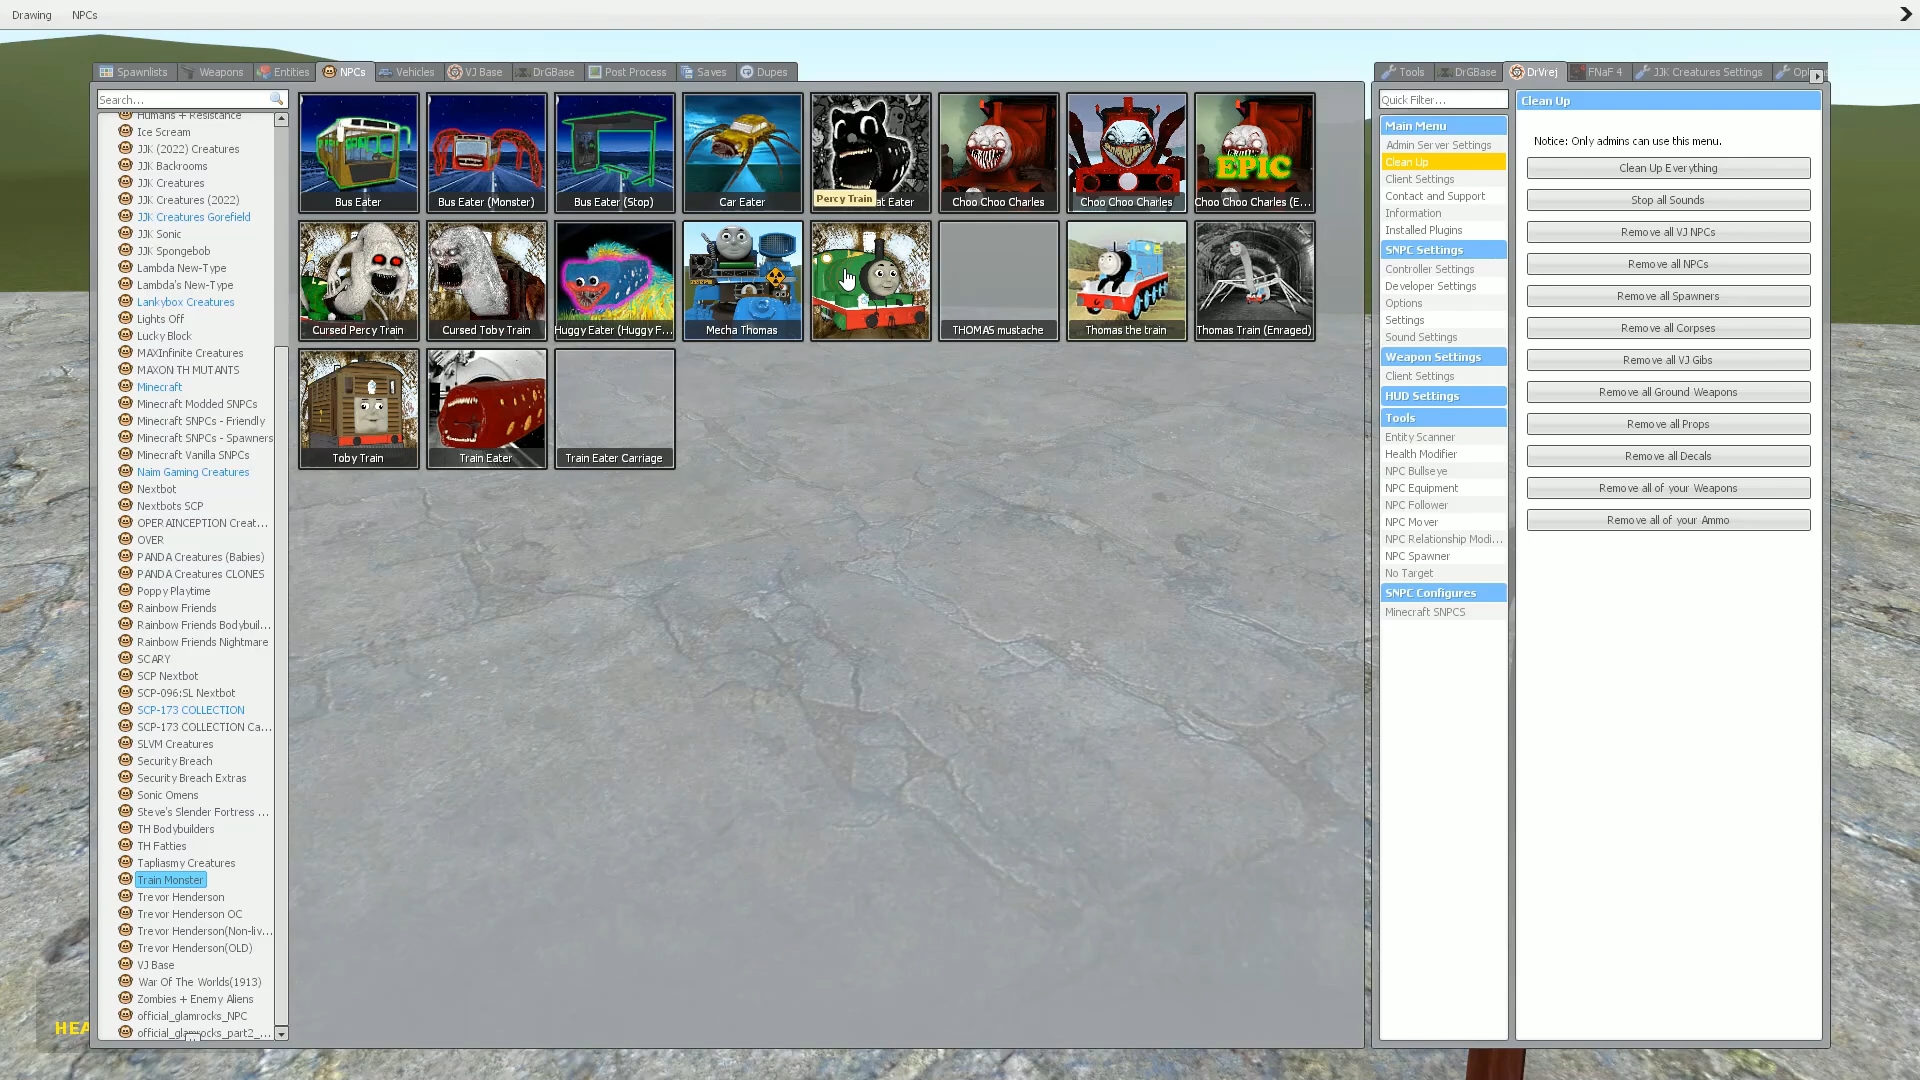 Drawing NPCs
Spawnlists Weapons Entities NPCs Vehicles VJ Base DrGBase Post Process Saves Dupes
Search...
Humans + Resistance
Ice Scream
JJK (2022) Creatures
JJK Backrooms
JJK Creatures
JJK Creatures (2022)
JJK Creatures Gorefield
JJK Sonic
JJK Spongebob
Lambda New-Type
Lambda's New-Type
Lankybox Creatures
Lights Off
Lucky Block
MAXInfinite Creatures
MAXON TH MUTANTS
Minecraft
Minecraft Modded SNPCs
Minecraft SNPCs - Friendly
Minecraft SNPCs - Spawners
Minecraft Vanilla SNPCs
Naim Gaming Creatures
Nextbot
Nextbots SCP
OPERAINCEPTION Creat...
OVER
PANDA Creatures (Babies)
PANDA Creatures CLONES
Poppy Playtime
Rainbow Friends
Rainbow Friends Bodybuil...
Rainbow Friends Nightmare
SCARY
SCP Nextbot
SCP-096:SL Nextbot
SCP-173 COLLECTION
SCP-173 COLLECTION Ca...
SLVM Creatures
Security Breach
Security Breach Extras
Sonic Omens
Steve's Slender Fortress ...
TH Bodybuilders
TH Fatties
Tapliasmy Creatures
Train Monster
Trevor Henderson
Trevor Henderson OC
Trevor Henderson(Non-liv...
Trevor Henderson(OLD)
VJ Base
War Of The Worlds(1913)
Zombies + Enemy Aliens
official_glamrocks_NPC
official_glamrocks_part2_...
HEA
Bus Eater
Bus Eater (Monster)
Bus Eater (Stop)
Car Eater
Percy Train
at Eater
Choo Choo Charles
Choo Choo Charles
EPIC
Choo Choo Charles (E...
Cursed Percy Train
Cursed Toby Train
Huggy Eater (Huggy F...
Mecha Thomas
THOMAS mustache
Thomas the train
Thomas Train (Enraged)
Toby Train
Train Eater
Train Eater Carriage
Tools DrGBase DrVrej FNaF 4 JJK Creatures Settings
Quick Filter...
Main Menu
Admin Server Settings
Clean Up
Client Settings
Contact and Support
Information
Installed Plugins
SNPC Settings
Controller Settings
Developer Settings
Options
Settings
Sound Settings
Weapon Settings
Client Settings
HUD Settings
Tools
Entity Scanner
Health Modifier
NPC Bullseye
NPC Equipment
NPC Follower
NPC Mover
NPC Relationship Modi...
NPC Spawner
No Target
SNPC Configures
Minecraft SNPCS
Clean Up
Notice: Only admins can use this menu.
Clean Up Everything
Stop all Sounds
Remove all VJ NPCs
Remove all NPCs
Remove all Spawners
Remove all Corpses
Remove all VJ Gibs
Remove all Ground Weapons
Remove all Props
Remove all Decals
Remove all of your Weapons
Remove all of your Ammo